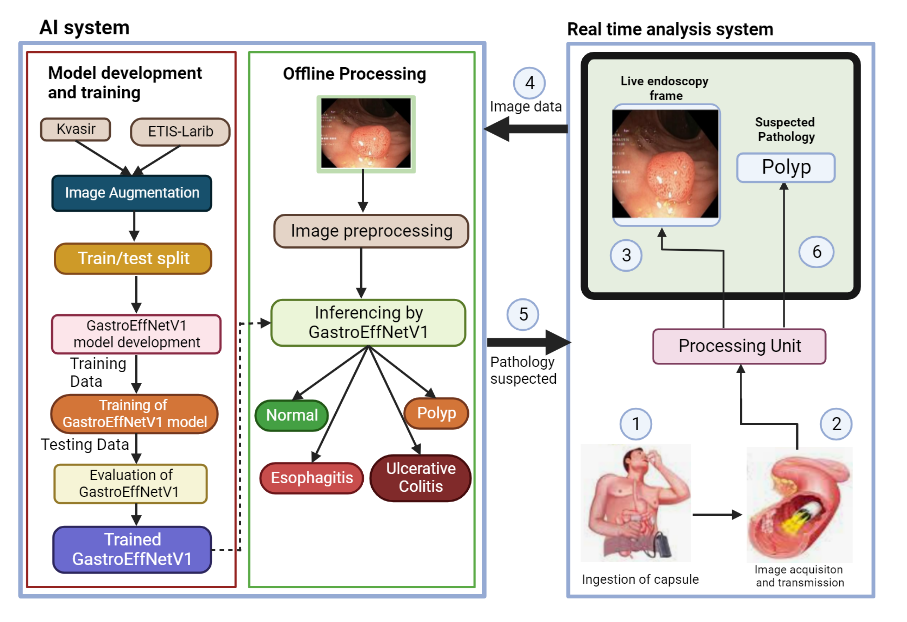 AI system
Model development
and training
Kvasir
ETIS-Larib
Image Augmentation
Train/test split
GastroEffNetV1
model development
Training
Data
Training of
GastroEffNetV1 model
Testing Data
Evaluation of
GastroEffNetV1
Trained
GastroEffNetV1
Offline Processing
Image preprocessing
Inferencing by
GastroEffNetV1
Normal
Polyp
Esophagitis
Ulcerative
Colitis
4
Image data
5
Pathology
suspected
Real time analysis system
Live endoscopy
frame
Suspected
Pathology
Polyp
3
6
Processing Unit
1
2
Ingestion of capsule
Image acquisiton
and transmission